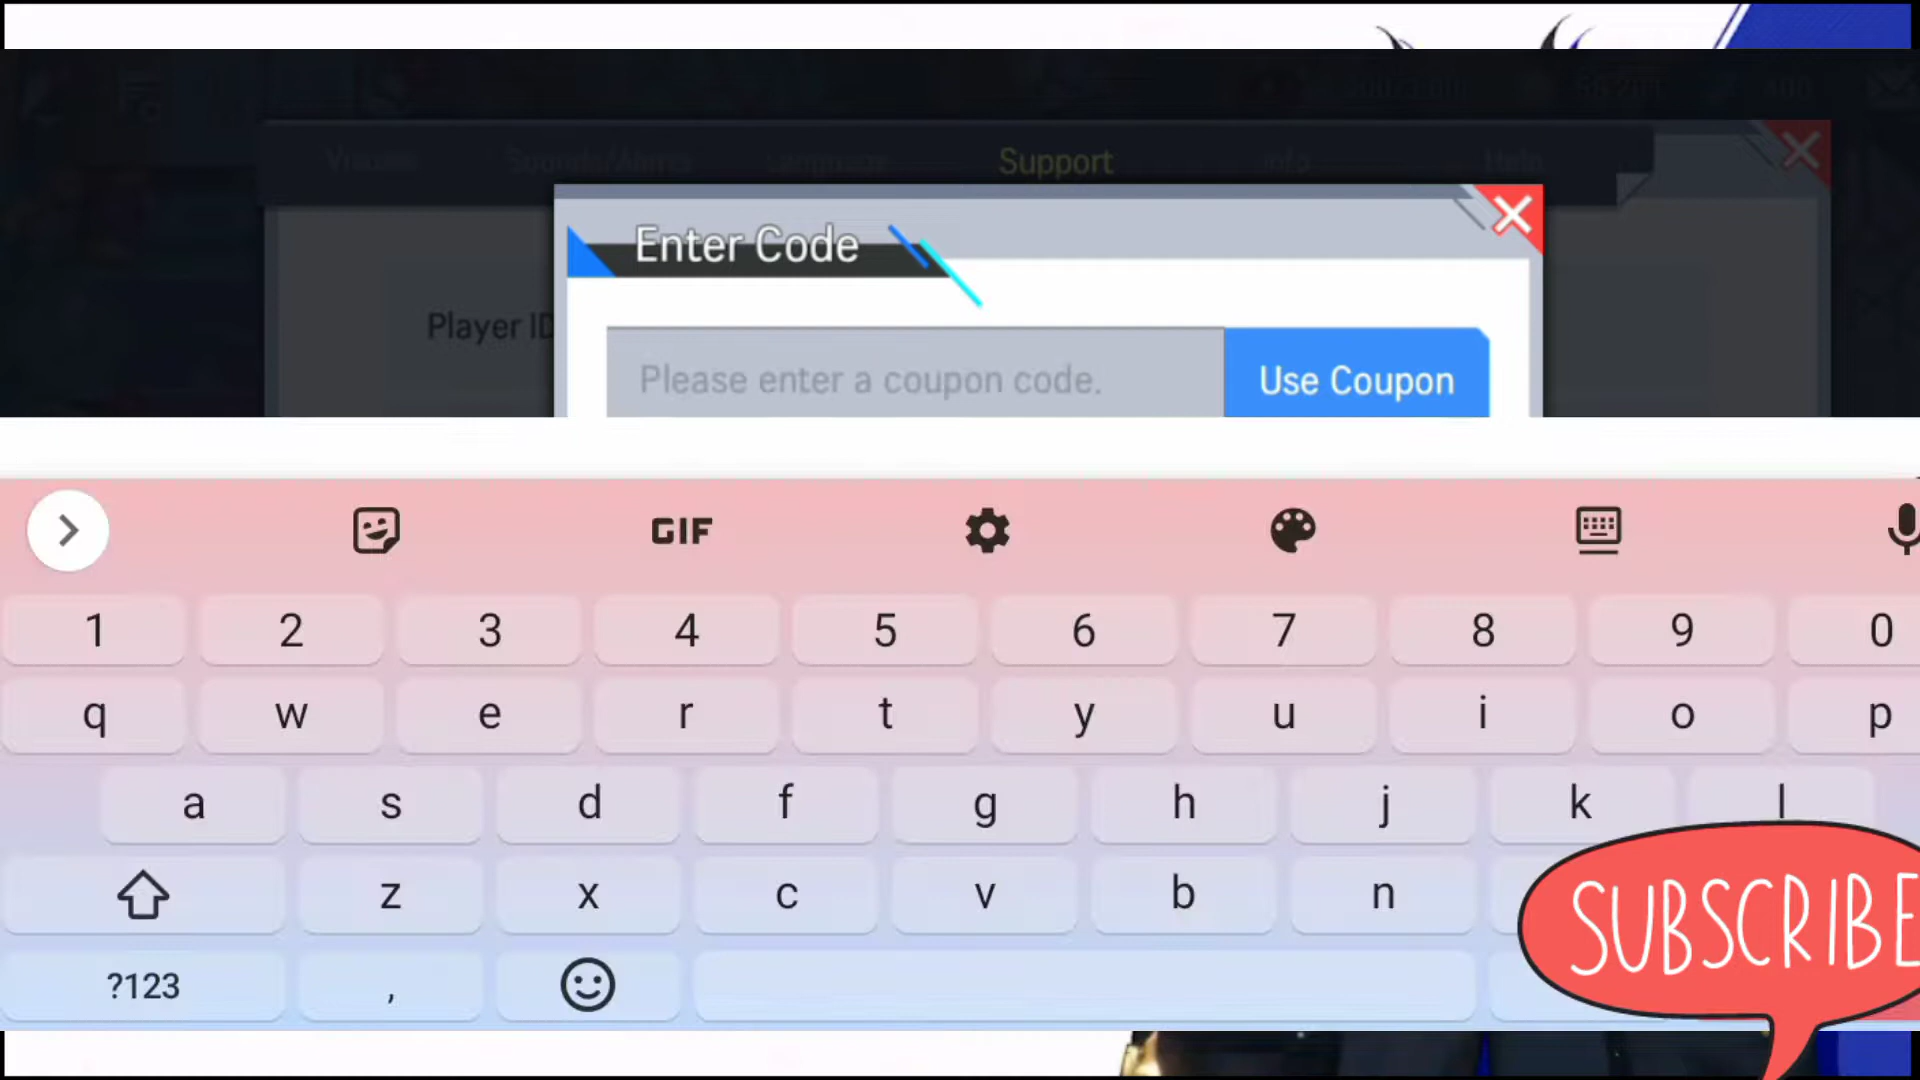 Support
Enter Code
Player ID
Please enter a coupon code.
Use Coupon
GIF
1 2 3 4 5 6 7 8 9 0
q w e r t y u i o p
a s d f g h j k l
z x c v b n
?123 ,
SUBSCRIBE